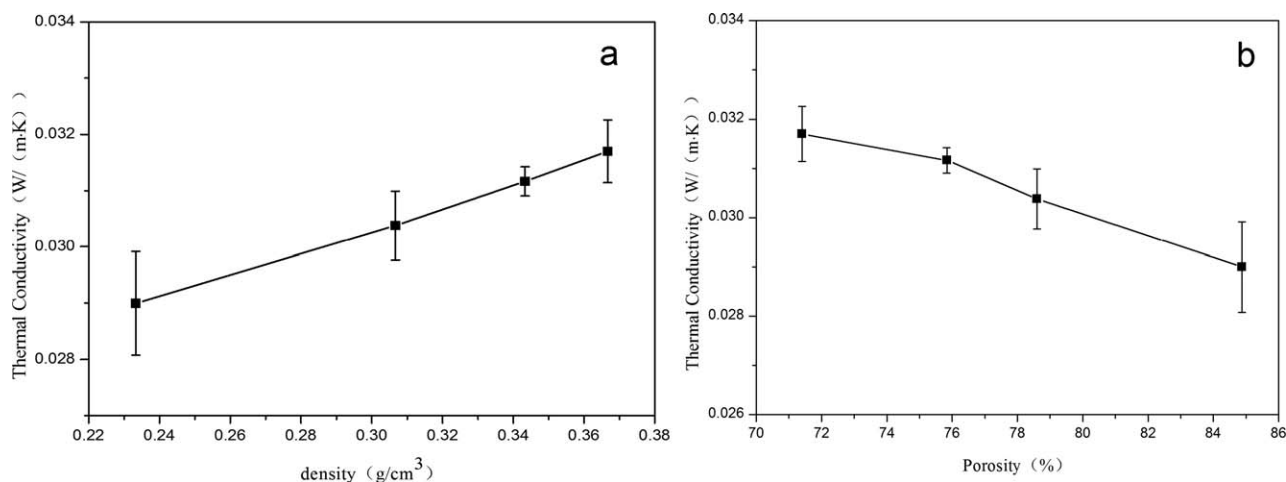 a
Thermal Conductivity（W/（m·K））
0.034
0.032
0.030
0.028
0.22 0.24 0.26 0.28 0.30 0.32 0.34 0.36 0.38
density（g/cm3）
b
Thermal Conductivity（W/（m·K））
0.034
0.032
0.030
0.028
0.026
70 72 74 76 78 80 82 84 86
Porosity（%）